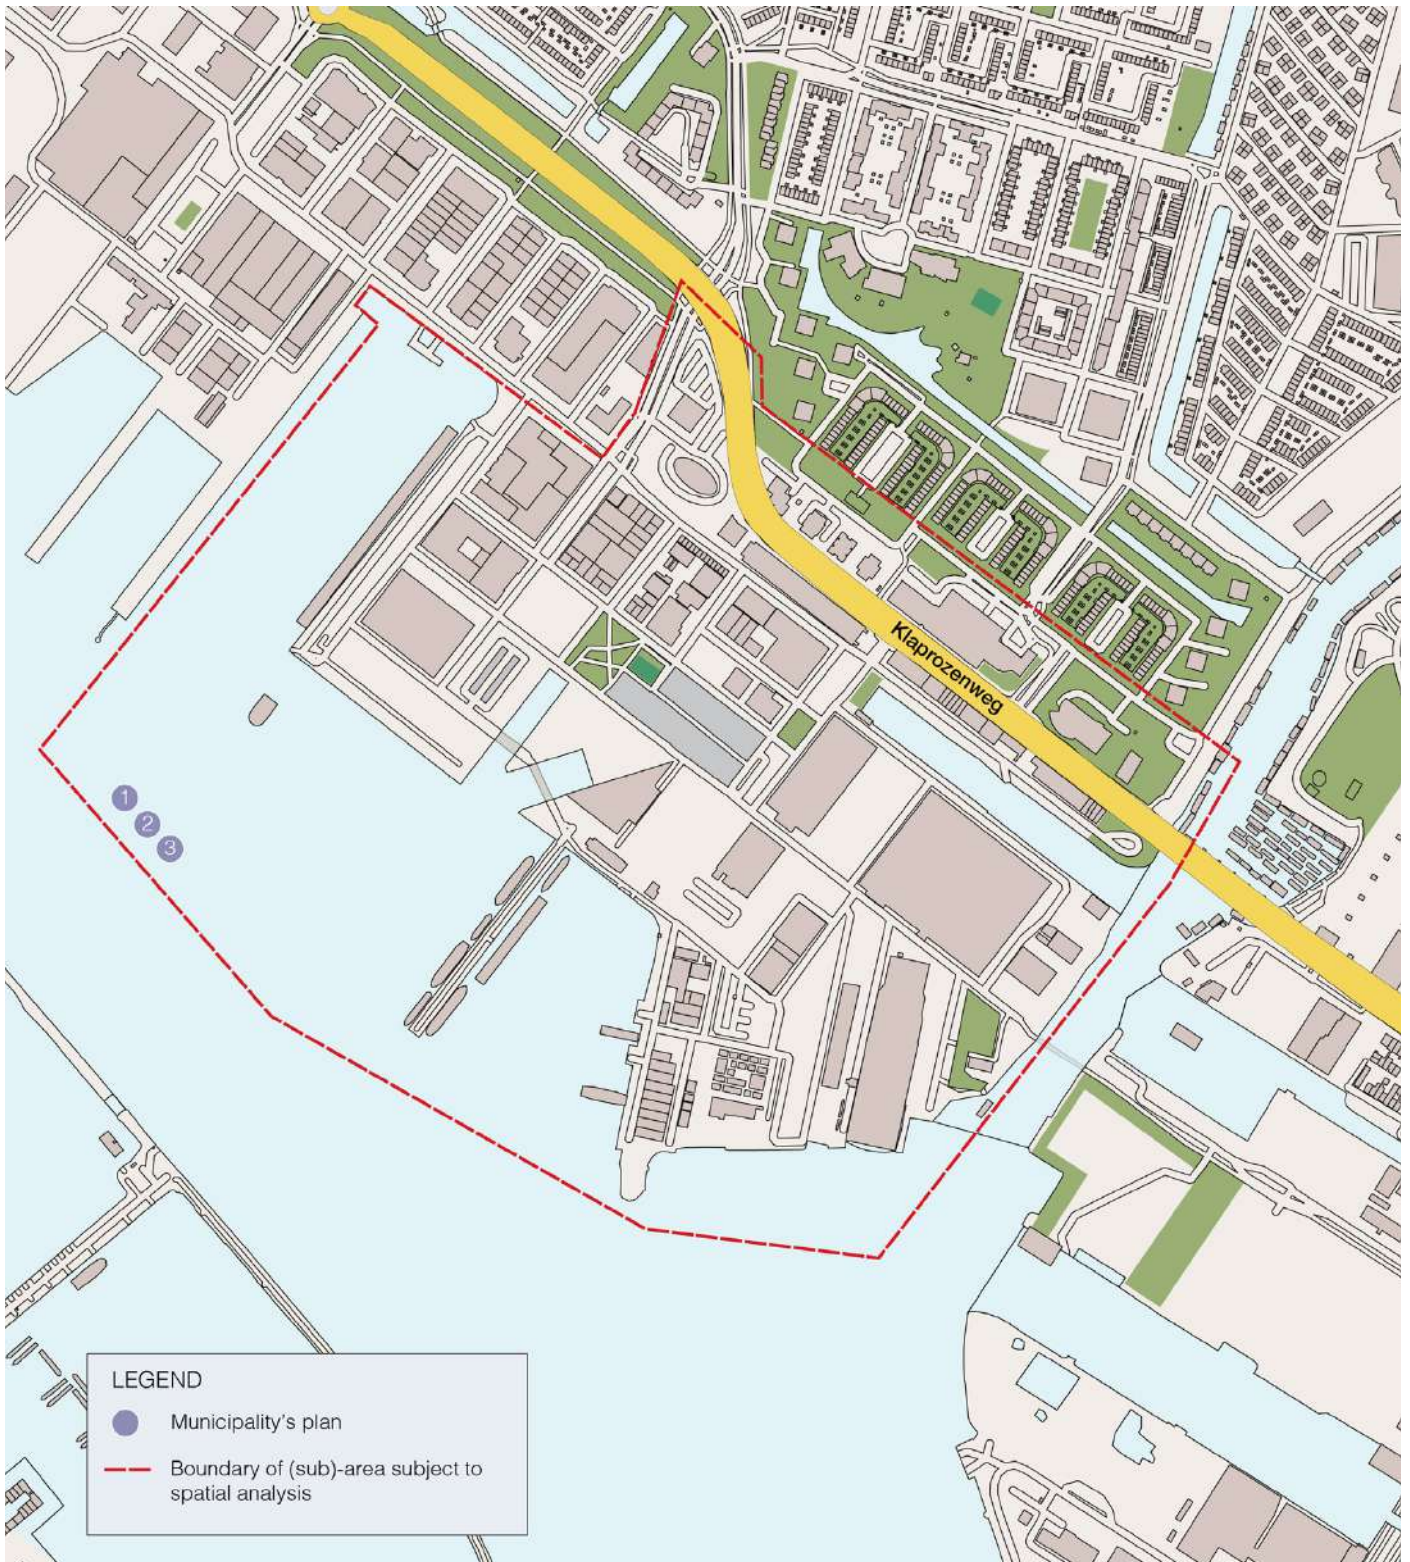 Klaprozenweg
1
2
3
LEGEND
Municipality's plan
Boundary of (sub)-area subject to
spatial analysis